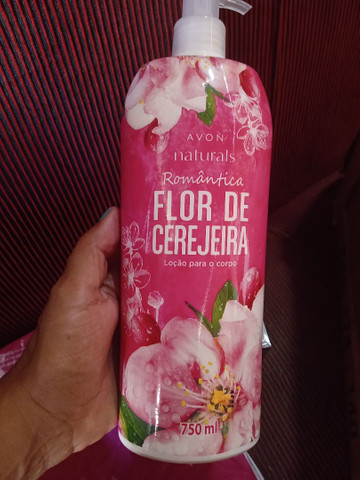 AVON
naturals
Romântica
FLOR DE
CEREJEIRA
Loção para o corpo
750 ml